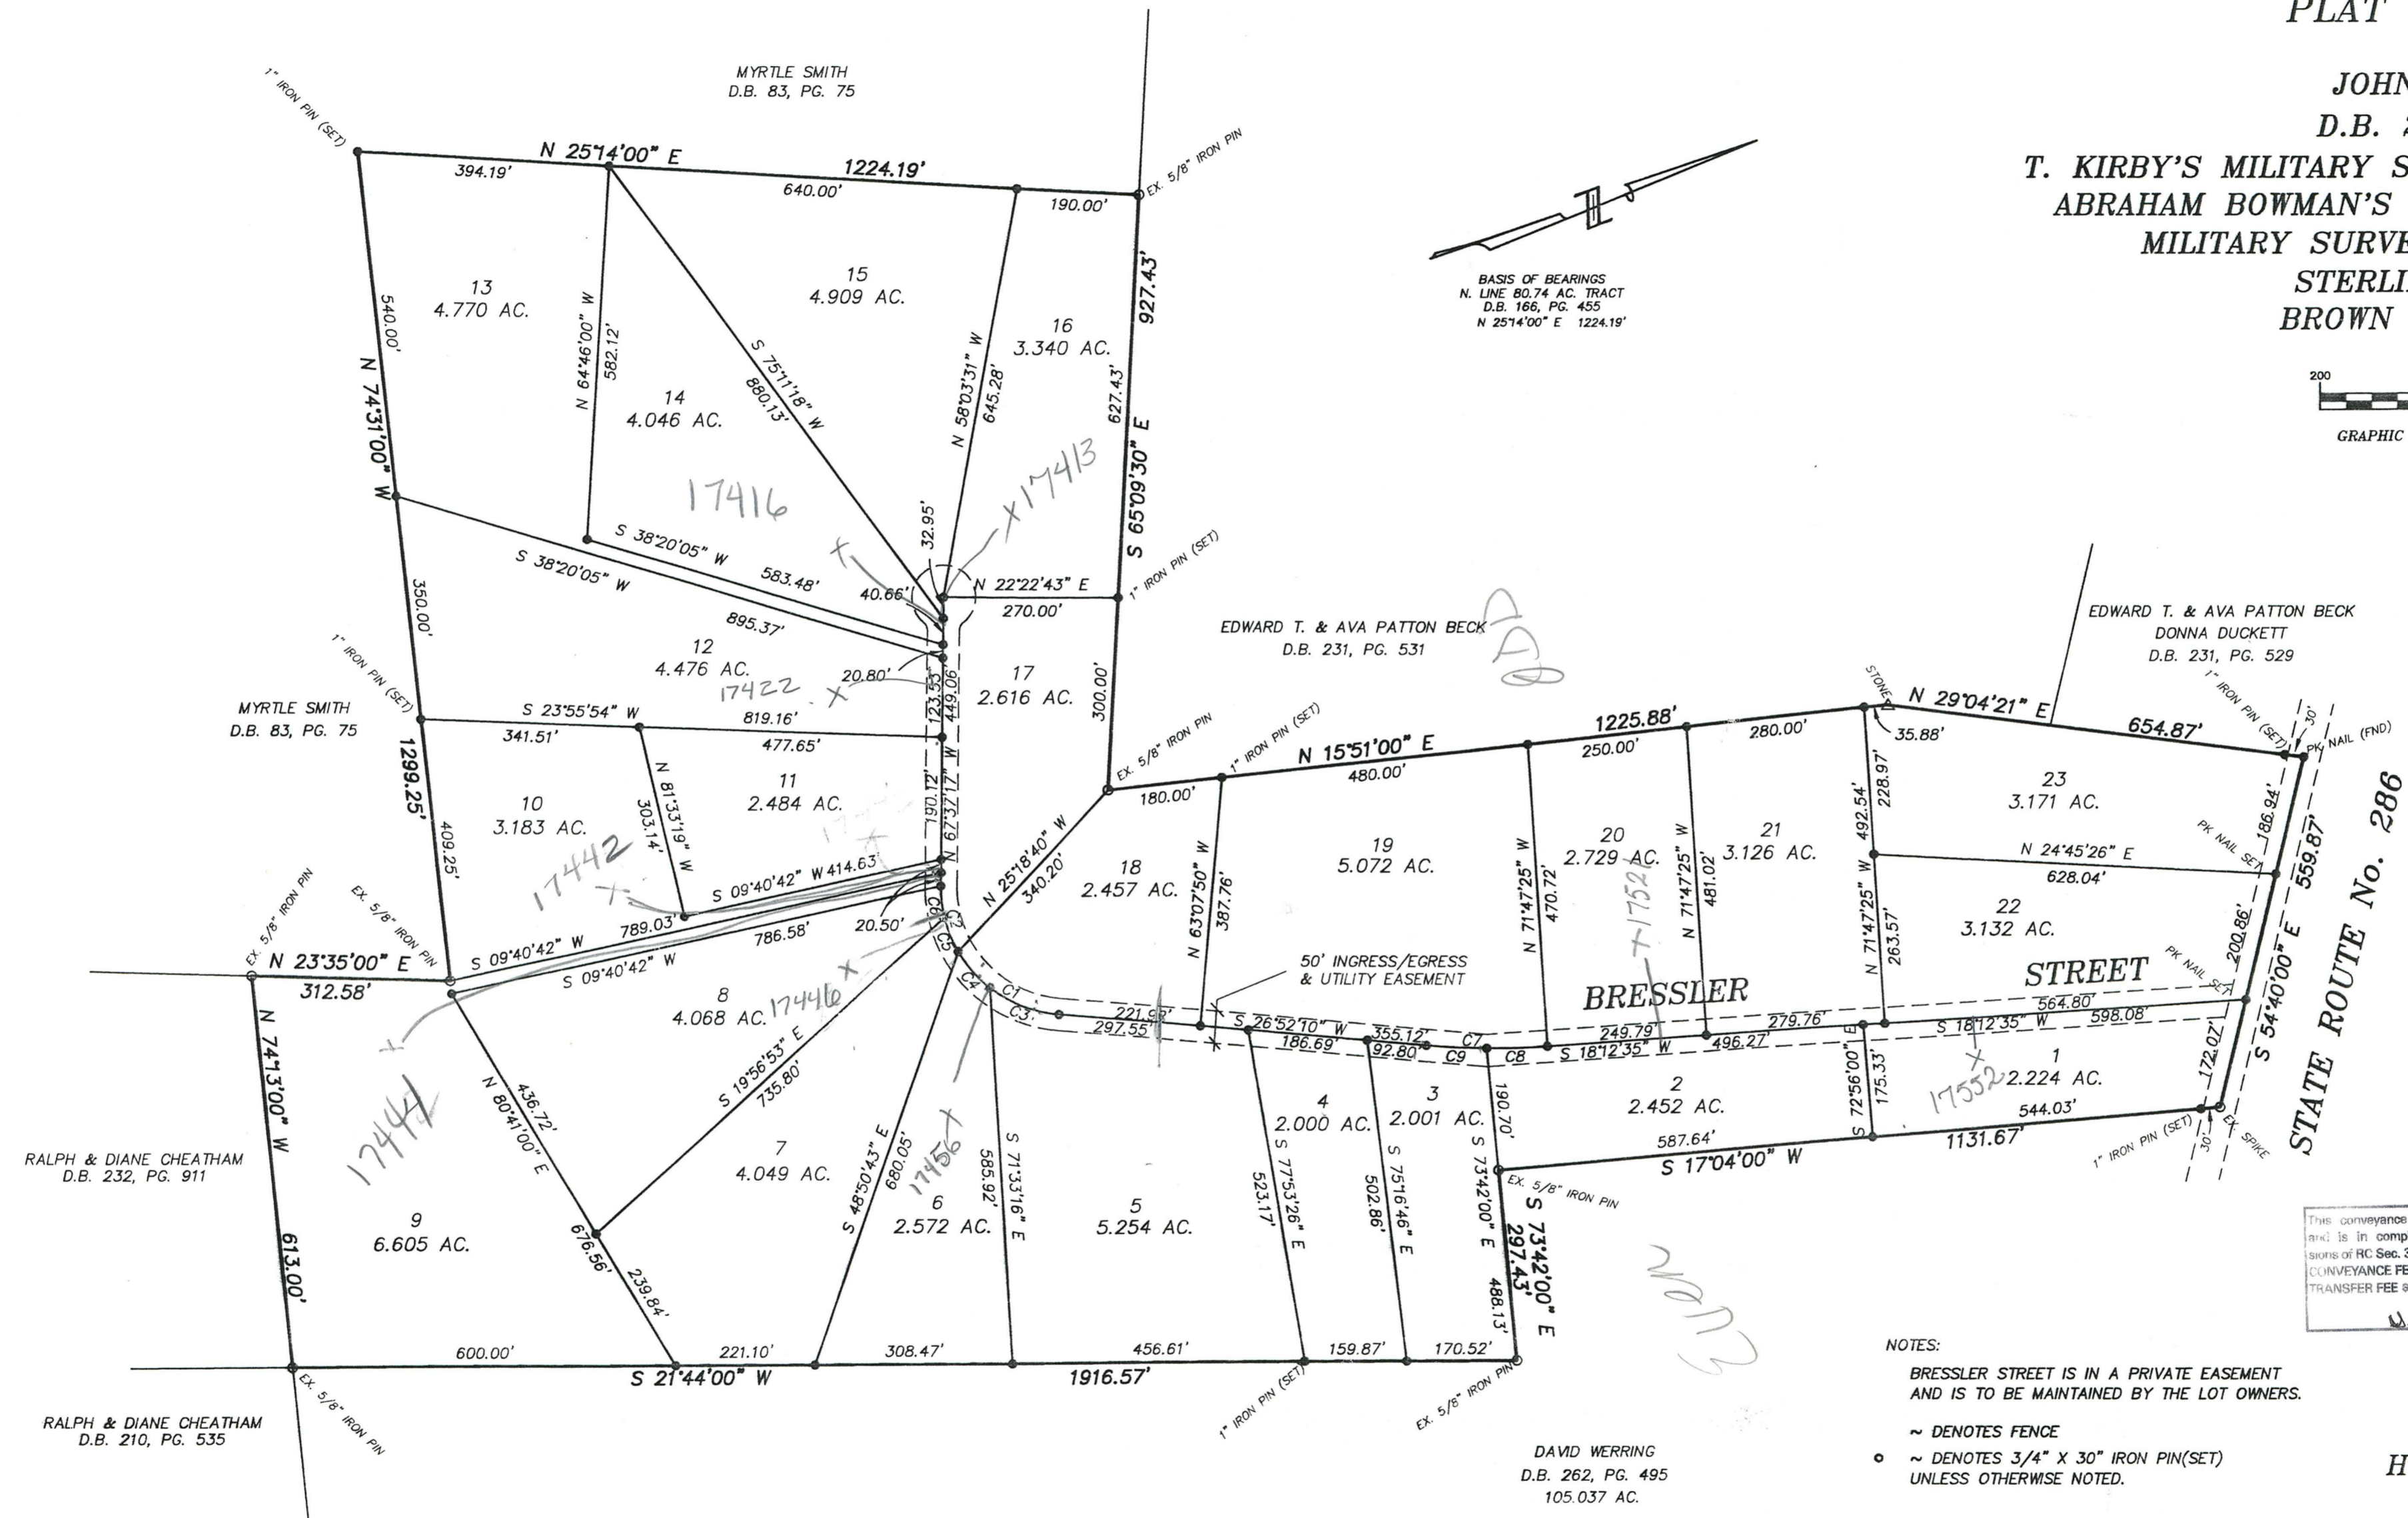 PLAT
JOHN
D.B. 2
T. KIRBY'S MILITARY S
ABRAHAM BOWMAN'S
MILITARY SURVE
STERLI
BROWN
200
GRAPHIC
MYRTLE SMITH
D.B. 83, PG. 75
1" IRON PIN (SET)
N 25°14'00" E
1224.19'
394.19'
640.00'
190.00'
EX. 5/8" IRON PIN
BASIS OF BEARINGS
N. LINE 80.74 AC. TRACT
D.B. 166, PG. 455
N 25°14'00" E 1224.19'
13
4.770 AC.
540.00'
N 74°31'00" W
N 64°46'00" W
582.12'
14
4.046 AC.
15
4.909 AC.
S 75°11'18" W
880.13'
N 58°03'31" W
645.28'
16
3.340 AC.
927.43'
627.43'
S 65°09'30" E
17416
X 17413
32.95'
S 38°20'05" W
583.48'
S 38°20'05" W
895.37'
40.66'
N 22°22'43" E
270.00'
1" IRON PIN (SET)
350.00'
1" IRON PIN (SET)
12
4.476 AC.
17422 X
20.80'
123.53'
449.06'
17
2.616 AC.
300.00'
EDWARD T. & AVA PATTON BECK
D.B. 231, PG. 531
EDWARD T. & AVA PATTON BECK
DONNA DUCKETT
D.B. 231, PG. 529
MYRTLE SMITH
D.B. 83, PG. 75
1299.25'
S 23°55'54" W
819.16'
341.51'
477.65'
409.25'
10
3.183 AC.
N 81°33'19" W
303.14'
11
2.484 AC.
190.12'
N 67°37'17" W
17442
S 09°40'42" W 414.63'
789.03'
S 09°40'42" W
786.58'
S 09°40'42" W
20.50'
C6
C2
C5
C4
C1
C3
EX. 5/8" IRON PIN
EX. 5/8" IRON PIN
N 23°35'00" E
312.58'
N 25°18'40" W
340.20'
EX. 5/8" IRON PIN
1" IRON PIN (SET)
180.00'
N 15°51'00" E
1225.88'
480.00'
250.00'
280.00'
STONE
35.88'
N 29°04'21" E
654.87'
1" IRON PIN (SET)
30'
PK NAIL (FND)
18
2.457 AC.
N 63°07'50" W
387.76'
19
5.072 AC.
N 71°47'25" W
470.72'
20
2.729 AC.
X 17521
N 71°47'25" W
481.02'
21
3.126 AC.
228.97'
492.54'
N 71°47'25" W
263.57'
23
3.171 AC.
186.94'
PK NAIL SET
N 24°45'26" E
628.04'
22
3.132 AC.
200.86'
559.87'
S 54°40'00" E
STATE ROUTE No. 286
PK NAIL SET
50' INGRESS/EGRESS
& UTILITY EASEMENT
BRESSLER STREET
297.55'
S 26°52'10" W
355.12'
186.69'
92.80'
C7
C9
C8
249.79'
S 18°12'35" W
496.27'
279.76'
564.80'
S 18°12'35" W
598.08'
172.07'
8
4.068 AC.
17446 X
S 19°56'53" E
735.80'
N 74°13'00" W
613.00'
17441
436.72'
N 80°41'00" E
676.56'
239.84'
RALPH & DIANE CHEATHAM
D.B. 232, PG. 911
9
6.605 AC.
7
4.049 AC.
S 48°50'43" E
680.05'
17456 X
6
2.572 AC.
S 71°33'16" E
585.92'
5
5.254 AC.
S 77°53'26" E
523.17'
4
2.000 AC.
S 75°16'46" E
502.86'
3
2.001 AC.
190.70'
S 73°42'00" E
488.13'
2
2.452 AC.
S 72°56'00" E
175.33'
1
2.224 AC.
X
17552
587.64'
544.03'
S 17°04'00" W
1131.67'
1" IRON PIN (SET)
30'
EX. SPIKE
EX. 5/8" IRON PIN
S 73°42'00" E
297.43'
600.00'
221.10'
308.47'
456.61'
159.87'
170.52'
S 21°44'00" W
1916.57'
EX. 5/8" IRON PIN
1" IRON PIN (SET)
EX. 5/8" IRON PIN
RALPH & DIANE CHEATHAM
D.B. 210, PG. 535
DAVID WERRING
D.B. 262, PG. 495
105.037 AC.
This conveyance
and is in comp
sions of RC Sec. 3
CONVEYANCE FE
TRANSFER FEE
NOTES:
BRESSLER STREET IS IN A PRIVATE EASEMENT
AND IS TO BE MAINTAINED BY THE LOT OWNERS.
~ DENOTES FENCE
~ DENOTES 3/4" X 30" IRON PIN(SET)
UNLESS OTHERWISE NOTED.
H